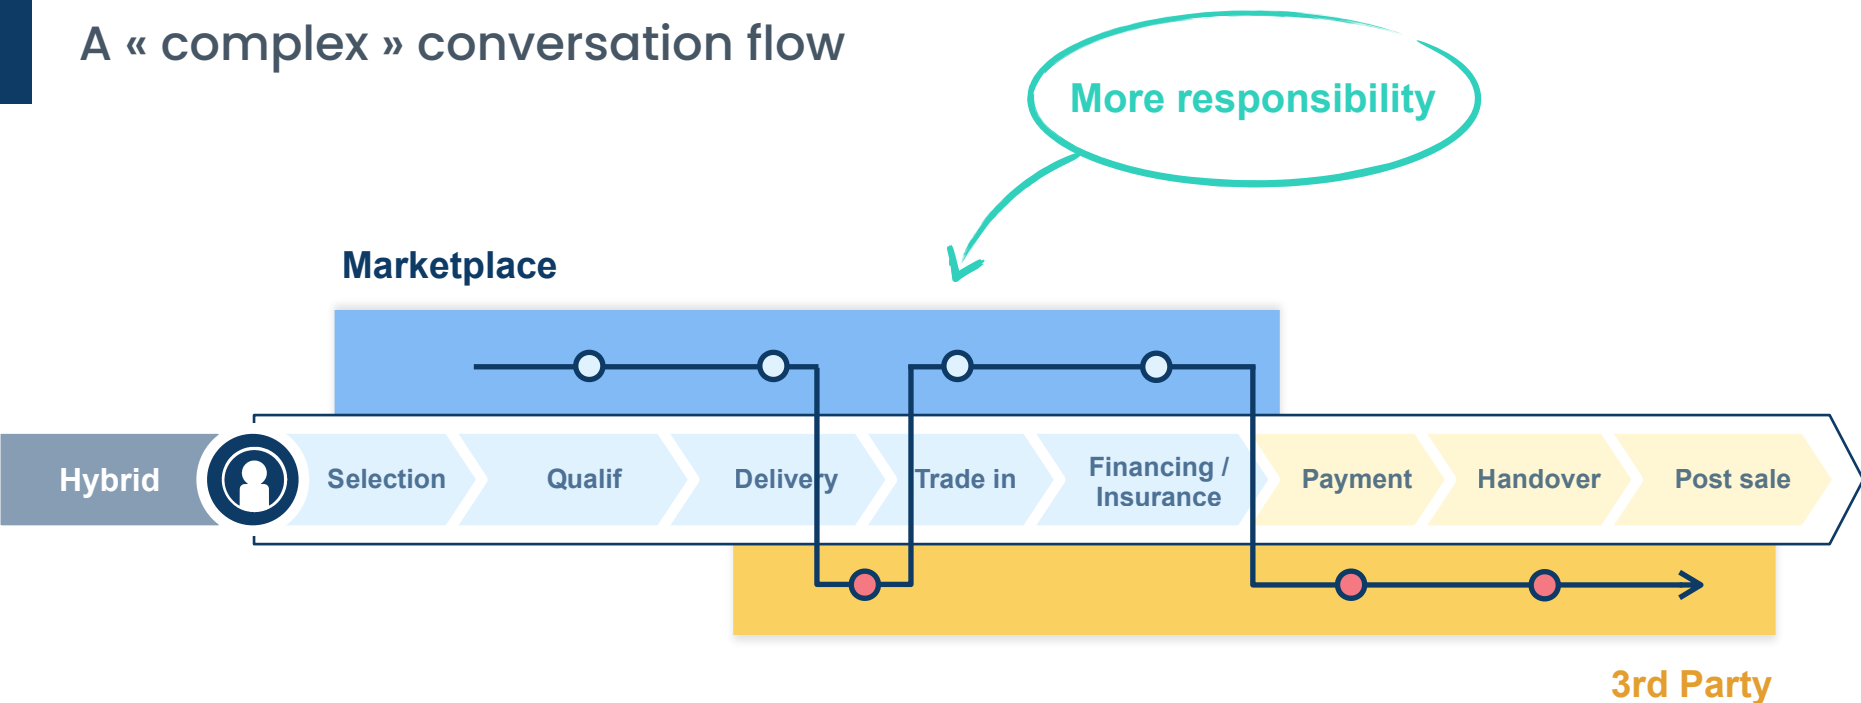 A « complex » conversation flow
More responsibility
Marketplace
Hybrid
Selection
Qualif
Delivery
Trade in
Financing /
Insurance
Payment
Handover
Post sale
3rd Party